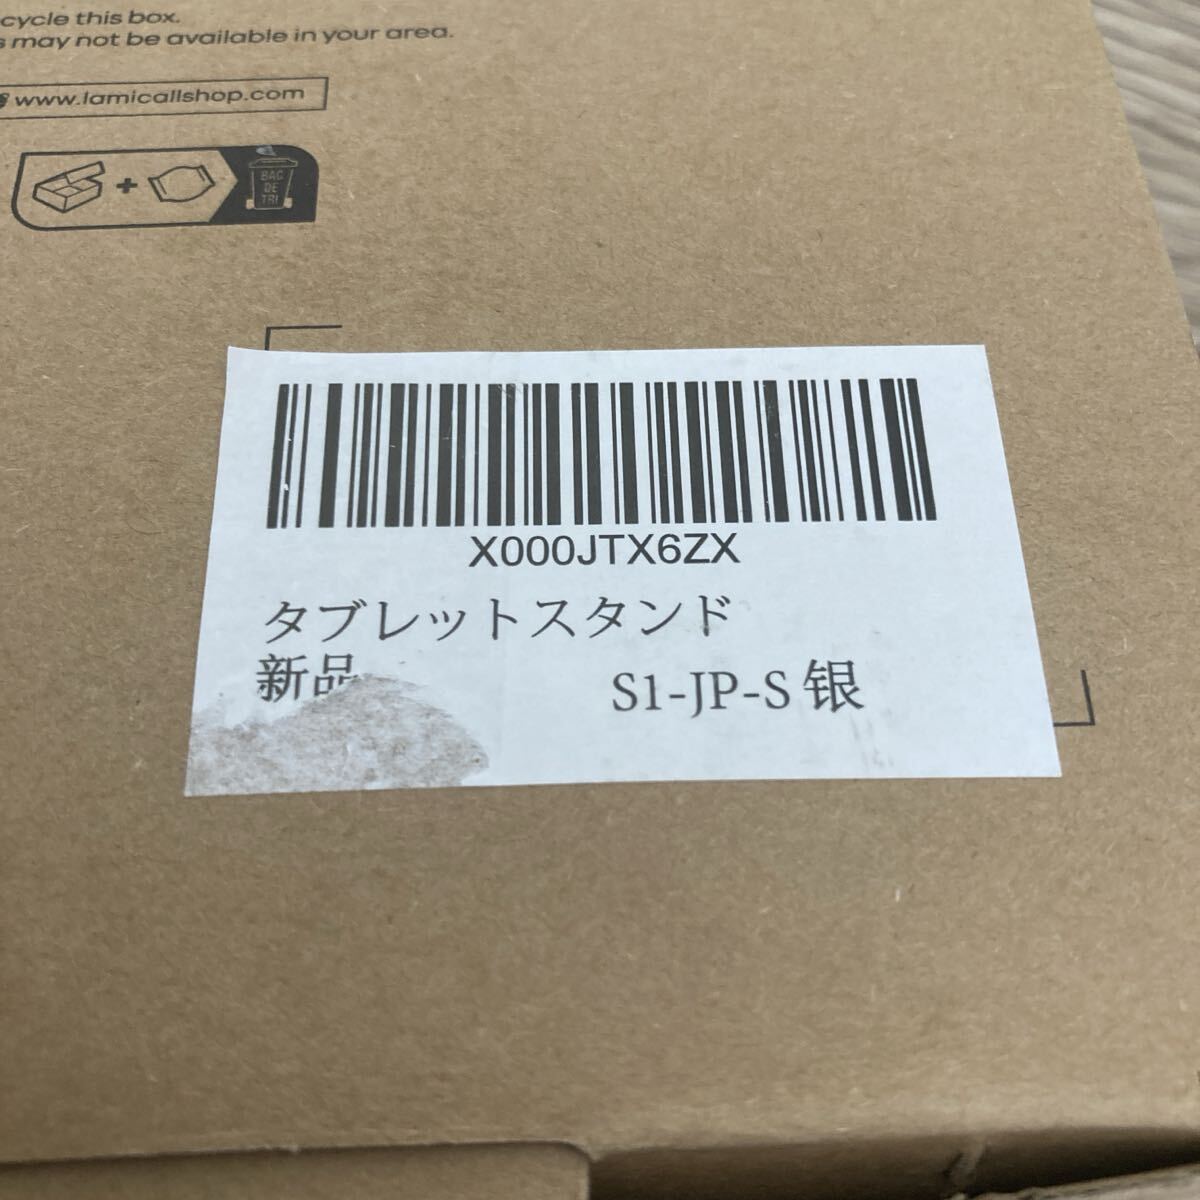 cycle this box.
may not be available in your area.
www.lamicallshop.com
BAC
DE
TRI
X000JTX6ZX
タブレットスタンド
新品
S1-JP-S 银